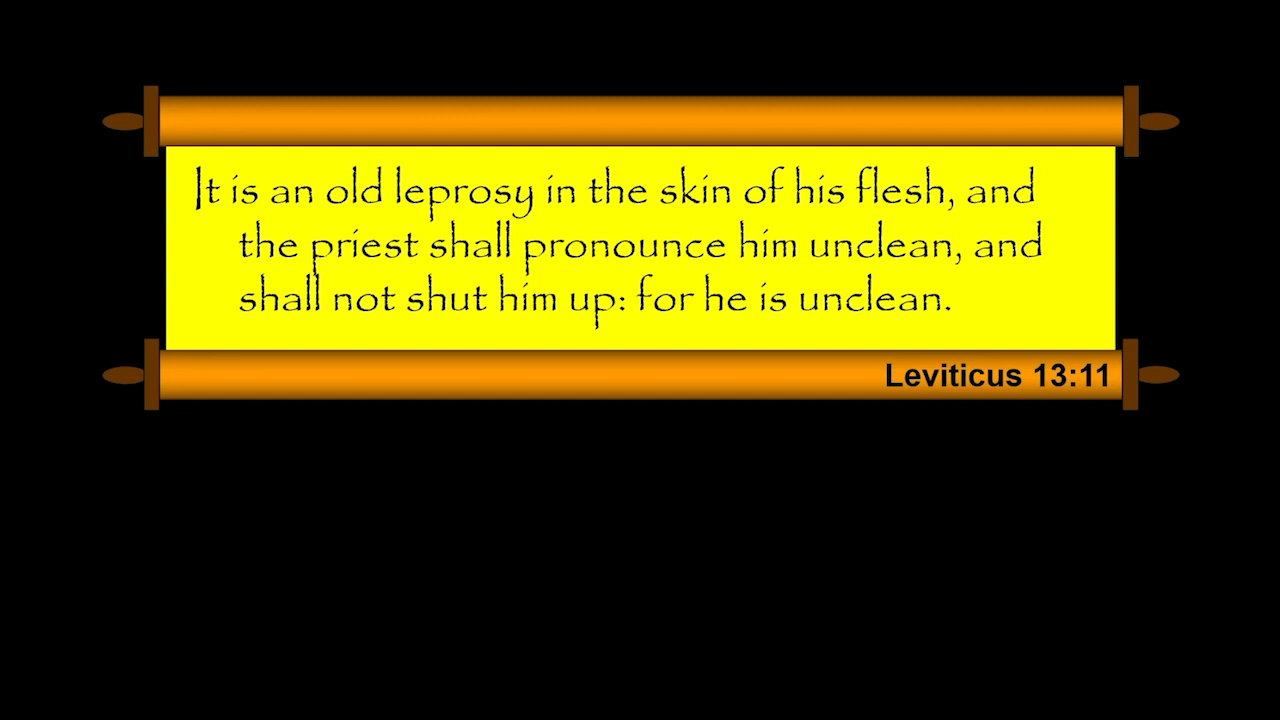 It is an old leprosy in the skin of his flesh, and
the priest shall pronounce him unclean, and
shall not shut him up: for he is unclean.
Leviticus 13:11